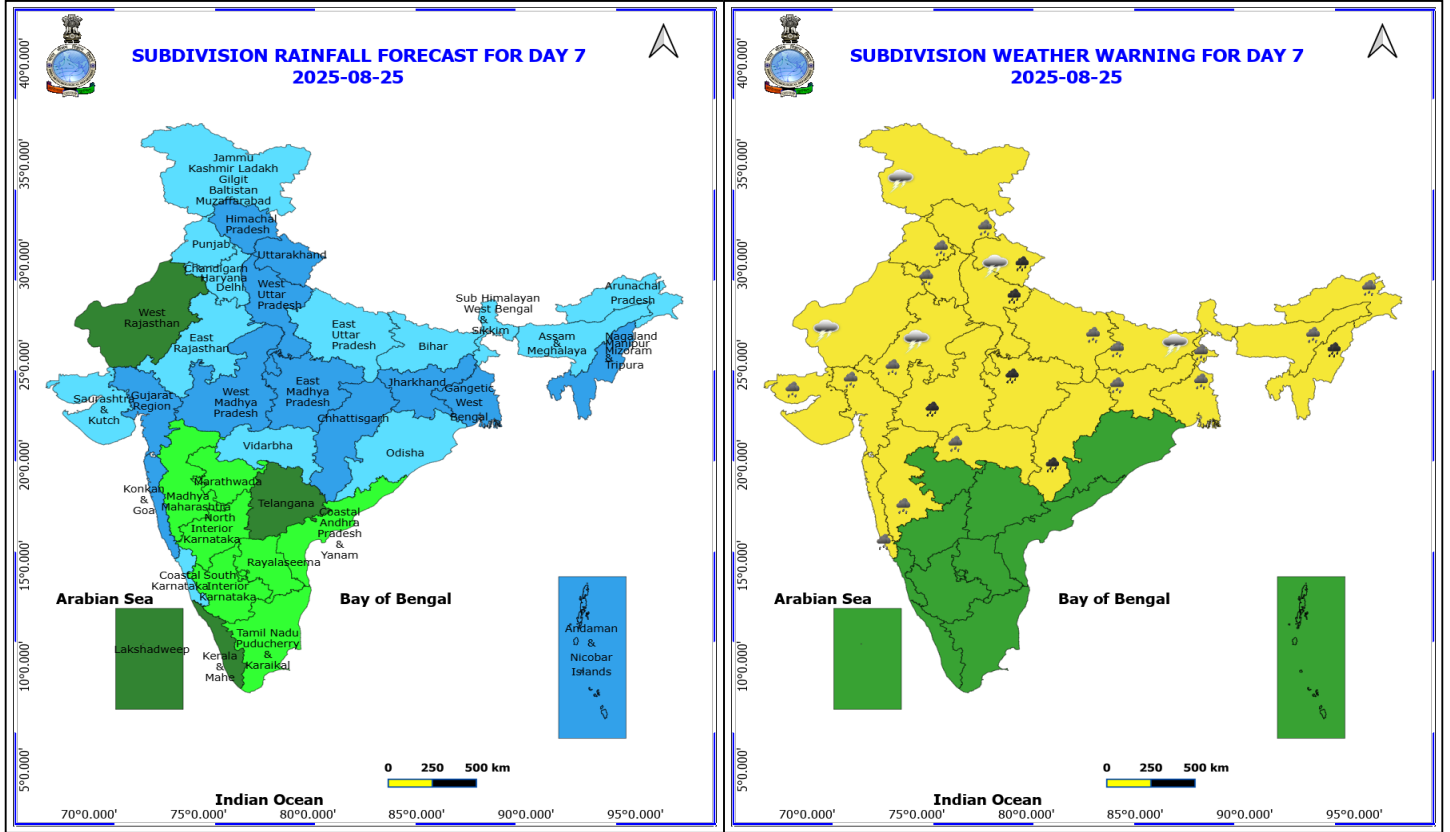 SUBDIVISION RAINFALL FORECAST FOR DAY 7
2025-08-25
40°0.000'
35°0.000'
30°0.000'
25°0.000'
20°0.000'
15°0.000'
10°0.000'
5°0.000'
Jammu
Kashmir Ladakh
Gilgit
Baltistan
Muzaffarabad
Himachal
Pradesh
Punjab
Uttarakhand
Chandigarh
Haryana
Delhi
West
Uttar
Pradesh
West
Rajasthan
East
Rajasthan
East
Uttar
Pradesh
Bihar
Sub Himalayan
West Bengal
&
Sikkim
Arunachal
Pradesh
Assam
&
Meghalaya
Nagaland
Manipur
Mizoram
&
Tripura
Saurashtra
&
Kutch
Gujarat
Region
West
Madhya
Pradesh
East
Madhya
Pradesh
Jharkhand
Gangetic
West
Bengal
Chhattisgarh
Vidarbha
Odisha
Konkan
&
Goa
Madhya
Maharashtra
Marathwada
Telangana
North
Interior
Karnataka
Coastal
Andhra
Pradesh
&
Yanam
Rayalaseema
Coastal
Karnataka
South
Interior
Karnataka
Tamil Nadu
Puducherry
&
Karaikal
Kerala
&
Mahe
Arabian Sea
Lakshadweep
Bay of Bengal
Andaman
&
Nicobar
Islands
0 250 500 km
Indian Ocean
70°0.000' 75°0.000' 80°0.000' 85°0.000' 90°0.000' 95°0.000'
SUBDIVISION WEATHER WARNING FOR DAY 7
2025-08-25
40°0.000'
35°0.000'
30°0.000'
25°0.000'
20°0.000'
15°0.000'
10°0.000'
5°0.000'
Arabian Sea
Bay of Bengal
0 250 500 km
Indian Ocean
70°0.000' 75°0.000' 80°0.000' 85°0.000' 90°0.000' 95°0.000'